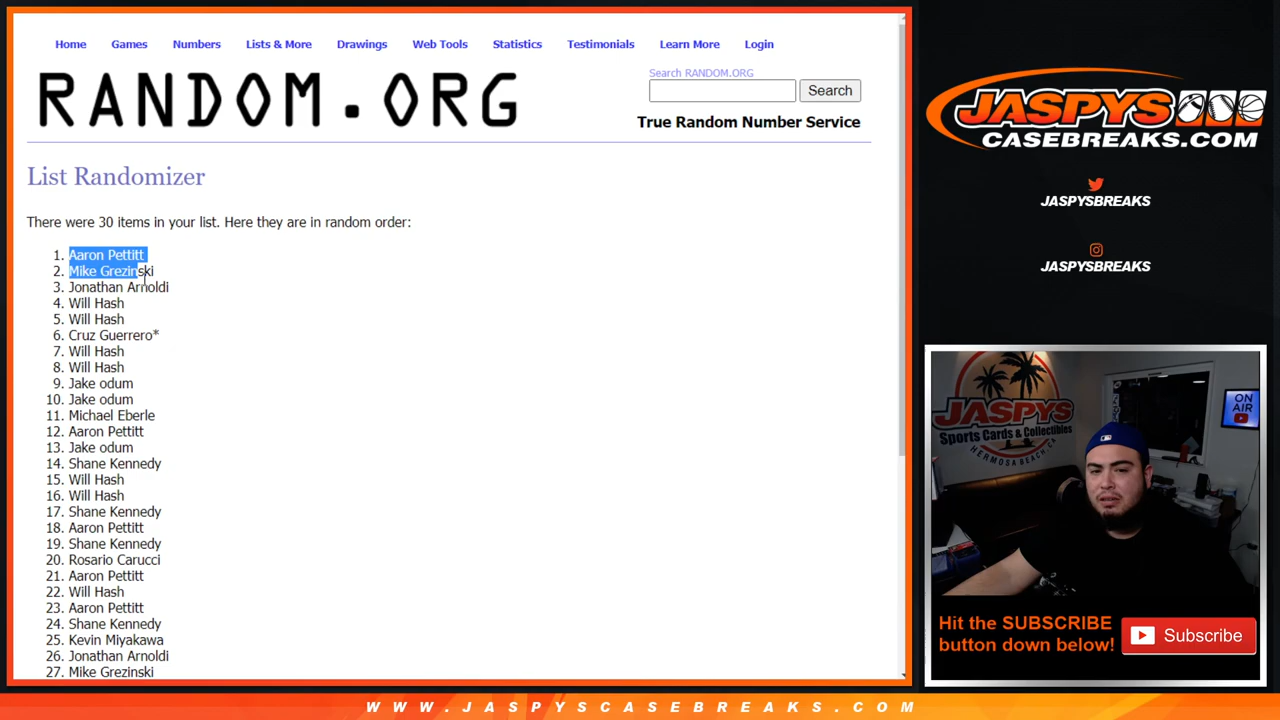 Home Games Numbers Lists & More Drawings Web Tools Statistics Testimonials Learn More Login
RANDOM.ORG
Search RANDOM.ORG
Search
True Random Number Service
List Randomizer
There were 30 items in your list. Here they are in random order:
1. Aaron Pettitt
2. Mike Grezinski
3. Jonathan Arnoldi
4. Will Hash
5. Will Hash
6. Cruz Guerrero*
7. Will Hash
8. Will Hash
9. Jake odum
10. Jake odum
11. Michael Eberle
12. Aaron Pettitt
13. Jake odum
14. Shane Kennedy
15. Will Hash
16. Will Hash
17. Shane Kennedy
18. Aaron Pettitt
19. Shane Kennedy
20. Rosario Carucci
21. Aaron Pettitt
22. Will Hash
23. Aaron Pettitt
24. Shane Kennedy
25. Kevin Miyakawa
26. Jonathan Arnoldi
27. Mike Grezinski
JASPYS
CASEBREAKS.COM
JASPYSBREAKS
JASPYSBREAKS
JASPYS
Sports Cards & Collectibles
HERMOSA BEACH, CA
ON
AIR
Hit the SUBSCRIBE
button down below!
Subscribe
WWW.JASPYSCASEBREAKS.COM